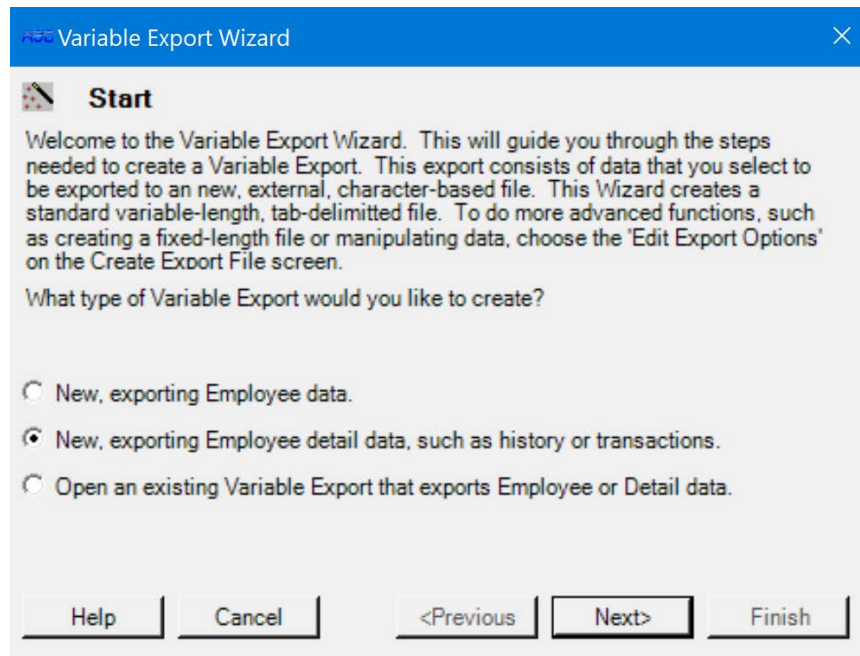 ABC Variable Export Wizard
Start
Welcome to the Variable Export Wizard. This will guide you through the steps
needed to create a Variable Export. This export consists of data that you select to
be exported to an new, external, character-based file. This Wizard creates a
standard variable-length, tab-delimitted file. To do more advanced functions, such
as creating a fixed-length file or manipulating data, choose the 'Edit Export Options'
on the Create Export File screen.
What type of Variable Export would you like to create?
New, exporting Employee data.
New, exporting Employee detail data, such as history or transactions.
Open an existing Variable Export that exports Employee or Detail data.
Help Cancel <Previous Next> Finish